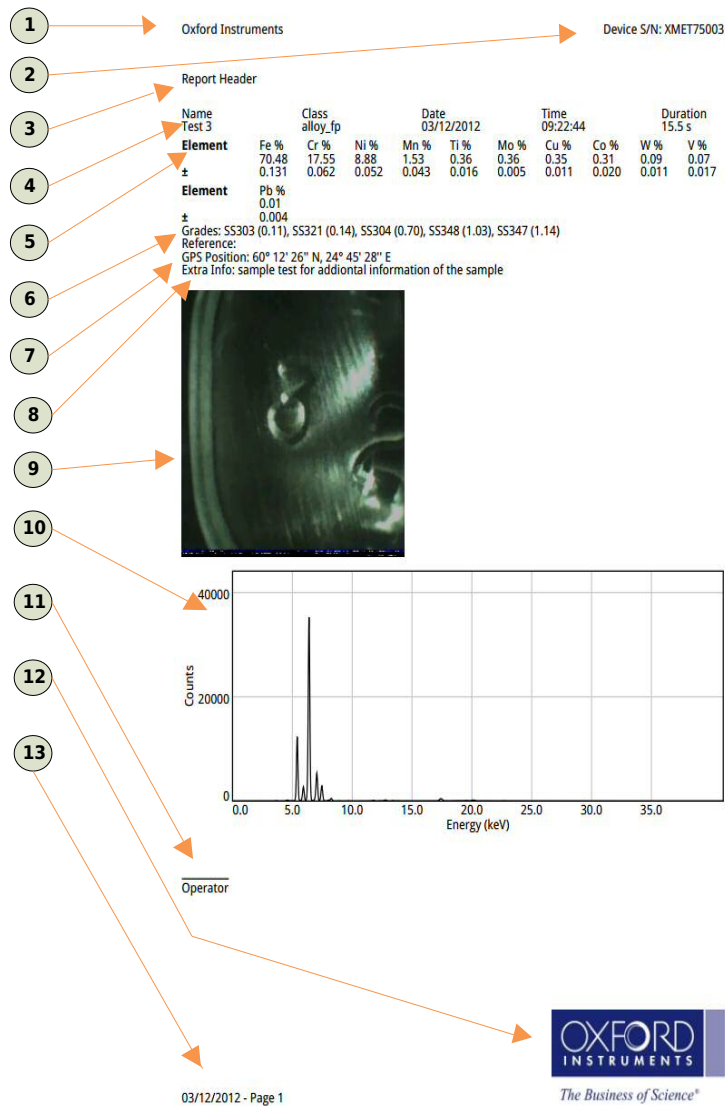 1
Oxford Instruments
Device S/N: XMET75003
2
Report Header
3
Name Class Date Time Duration
Test 3 alloy_fp 03/12/2012 09:22:44 15.5 s
4
Element Fe % Cr % Ni % Mn % Ti % Mo % Cu % Co % W % V %
70.48 17.55 8.88 1.53 0.36 0.36 0.35 0.31 0.09 0.07
± 0.131 0.062 0.052 0.043 0.016 0.005 0.011 0.020 0.011 0.017
Element Pb %
0.01
± 0.004
5
Grades: SS303 (0.11), SS321 (0.14), SS304 (0.70), SS348 (1.03), SS347 (1.14)
Reference:
GPS Position: 60° 12' 26'' N, 24° 45' 28'' E
Extra Info: sample test for addiontal information of the sample
6
7
8
9
10
40000
20000
0
Counts
0.0 5.0 10.0 15.0 20.0 25.0 30.0 35.0
Energy (keV)
11
12
13
Operator
OXFORD
INSTRUMENTS
The Business of Science®
03/12/2012 - Page 1